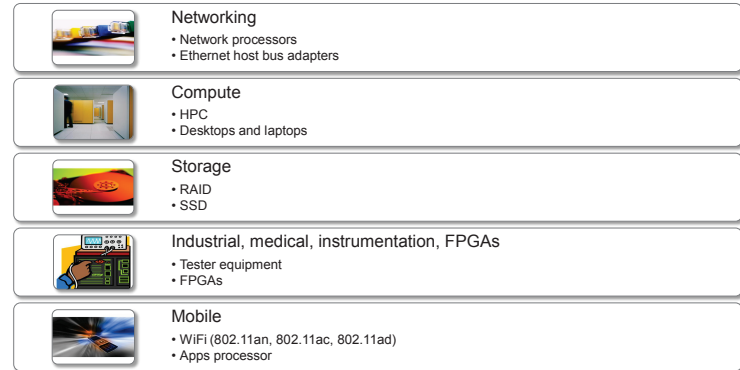 Networking
• Network processors
• Ethernet host bus adapters
Compute
• HPC
• Desktops and laptops
Storage
• RAID
• SSD
Industrial, medical, instrumentation, FPGAs
• Tester equipment
• FPGAs
Mobile
• WiFi (802.11an, 802.11ac, 802.11ad)
• Apps processor